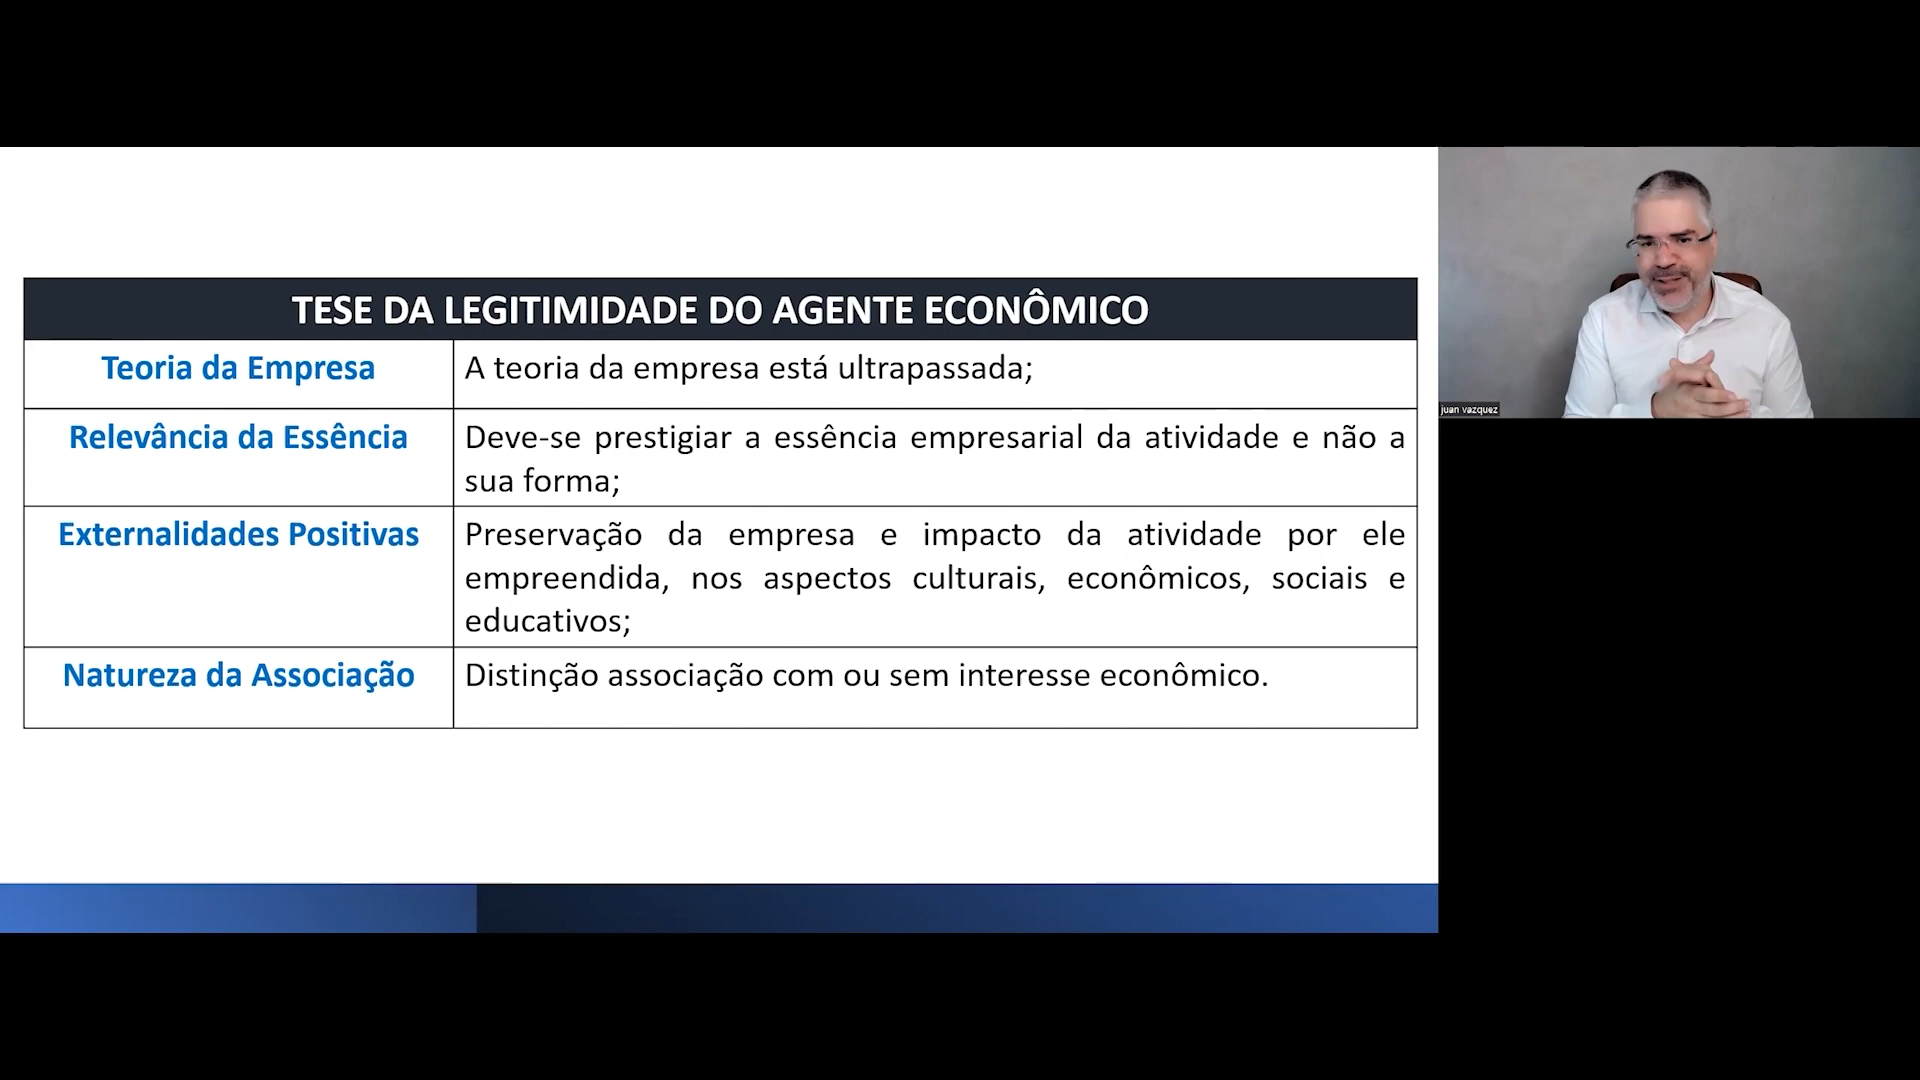 TESE DA LEGITIMIDADE DO AGENTE ECONÔMICO
Teoria da Empresa
A teoria da empresa está ultrapassada;
Relevância da Essência
Deve-se prestigiar a essência empresarial da atividade e não a
sua forma;
Externalidades Positivas
Preservação da empresa e impacto da atividade por ele
empreendida, nos aspectos culturais, econômicos, sociais e
educativos;
Natureza da Associação
Distinção associação com ou sem interesse econômico.
juan vazquez